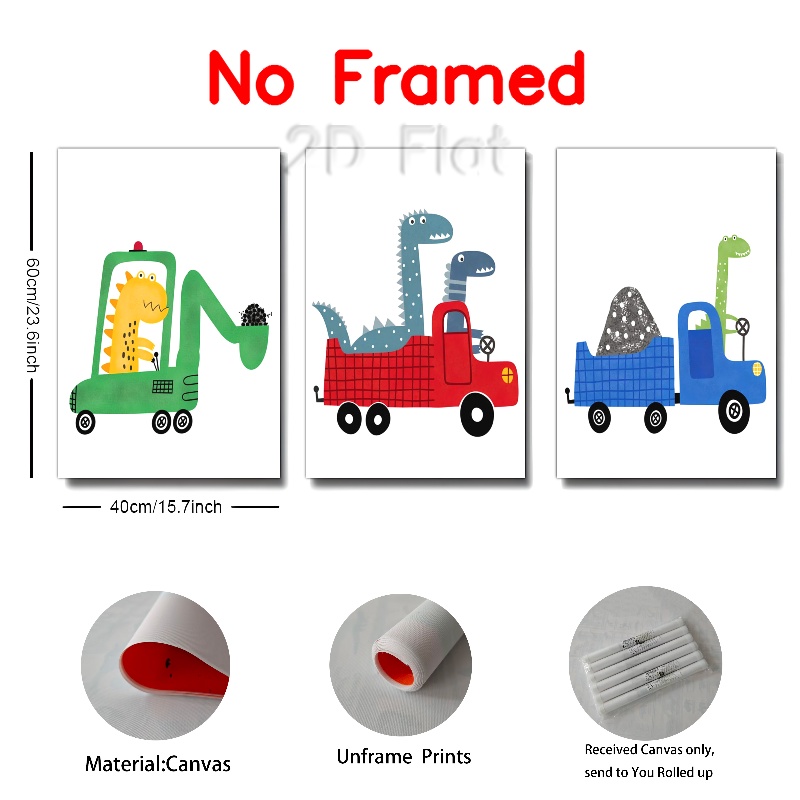 No Framed
2D Flat
60cm/23.6inch
40cm/15.7inch
Material:Canvas
Unframe Prints
Received Canvas only,
send to You Rolled up